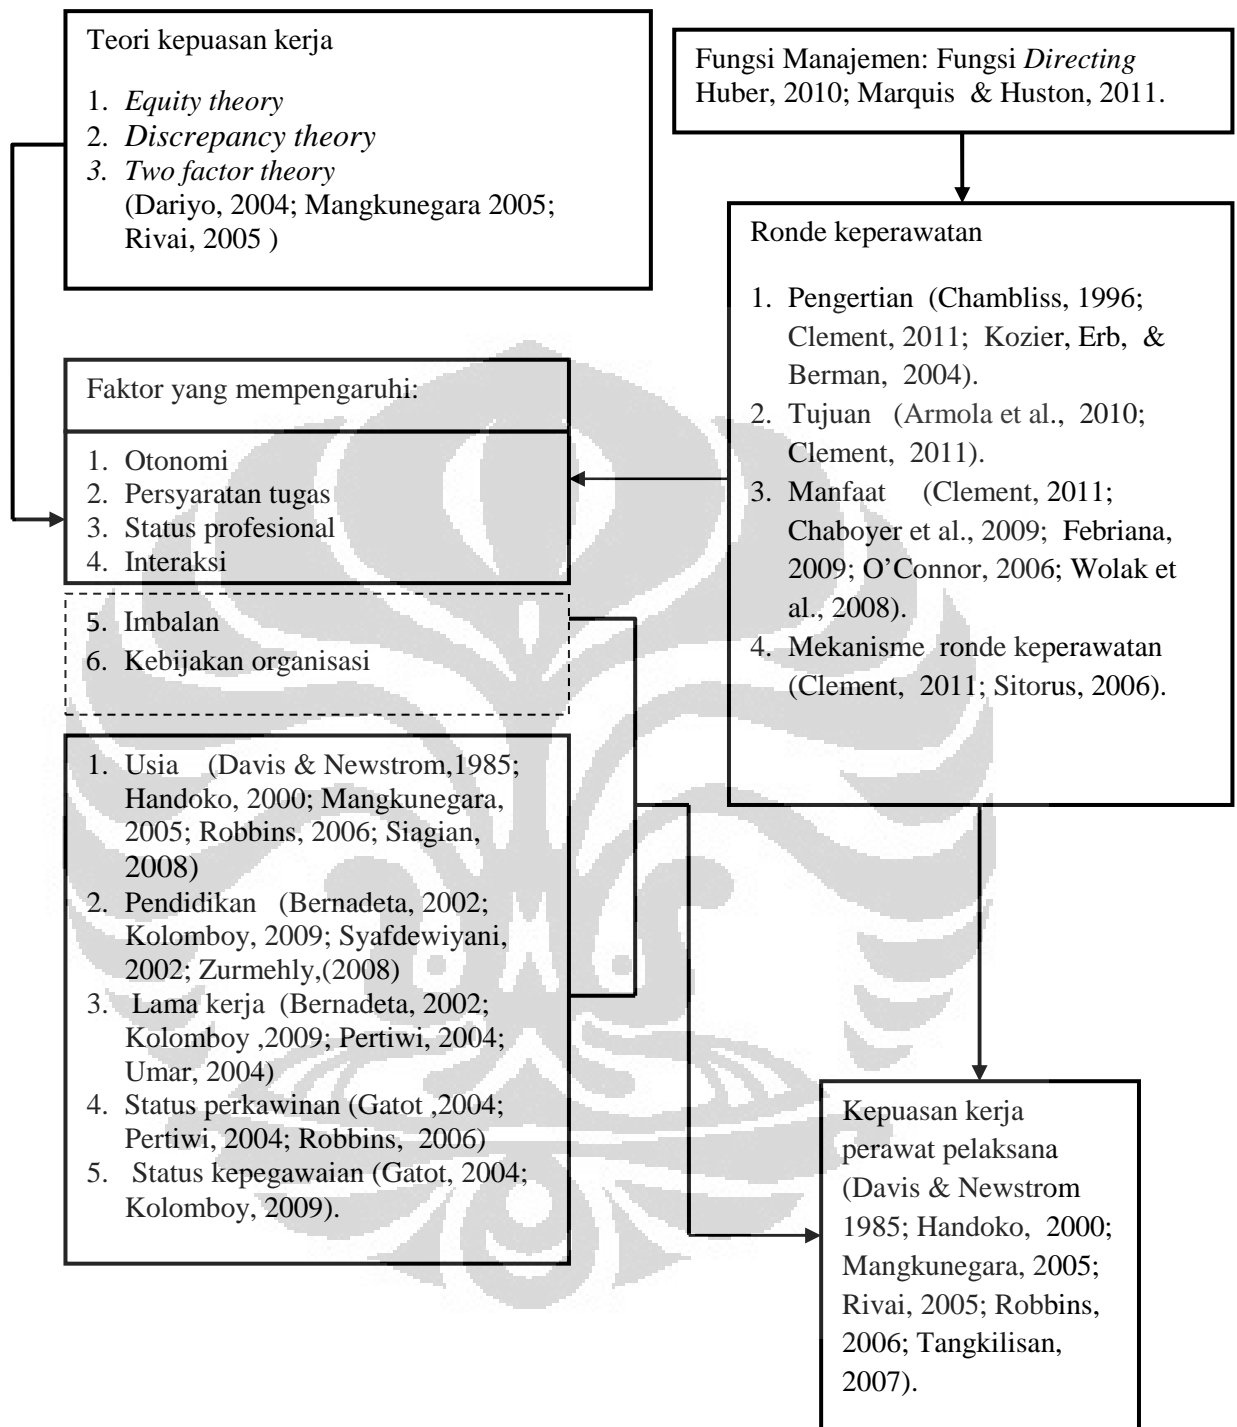 Teori kepuasan kerja
1. Equity theory
2. Discrepancy theory
3. Two factor theory
(Dariyo, 2004; Mangkunegara 2005;
Rivai, 2005 )
Fungsi Manajemen: Fungsi Directing
Huber, 2010; Marquis & Huston, 2011.
Ronde keperawatan
1. Pengertian (Chambliss, 1996;
Clement, 2011; Kozier, Erb, &
Berman, 2004).
2. Tujuan (Armola et al., 2010;
Clement, 2011).
3. Manfaat (Clement, 2011;
Chaboyer et al., 2009; Febriana,
2009; O’Connor, 2006; Wolak et
al., 2008).
4. Mekanisme ronde keperawatan
(Clement, 2011; Sitorus, 2006).
Faktor yang mempengaruhi:
1. Otonomi
2. Persyaratan tugas
3. Status profesional
4. Interaksi
5. Imbalan
6. Kebijakan organisasi
1. Usia (Davis & Newstrom,1985;
Handoko, 2000; Mangkunegara,
2005; Robbins, 2006; Siagian,
2008)
2. Pendidikan (Bernadeta, 2002;
Kolomboy, 2009; Syafdewiyani,
2002; Zurmehly,(2008)
3. Lama kerja (Bernadeta, 2002;
Kolomboy ,2009; Pertiwi, 2004;
Umar, 2004)
4. Status perkawinan (Gatot ,2004;
Pertiwi, 2004; Robbins, 2006)
5. Status kepegawaian (Gatot, 2004;
Kolomboy, 2009).
Kepuasan kerja
perawat pelaksana
(Davis & Newstrom
1985; Handoko, 2000;
Mangkunegara, 2005;
Rivai, 2005; Robbins,
2006; Tangkilisan,
2007).